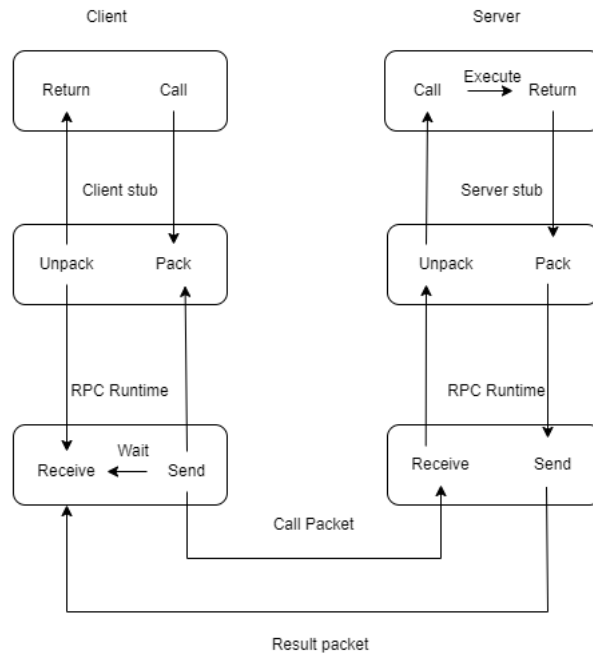 Client
Server
Return
Call
Call
Execute
Return
Client stub
Server stub
Unpack
Pack
Unpack
Pack
RPC Runtime
RPC Runtime
Receive
Wait
Send
Receive
Send
Call Packet
Result packet